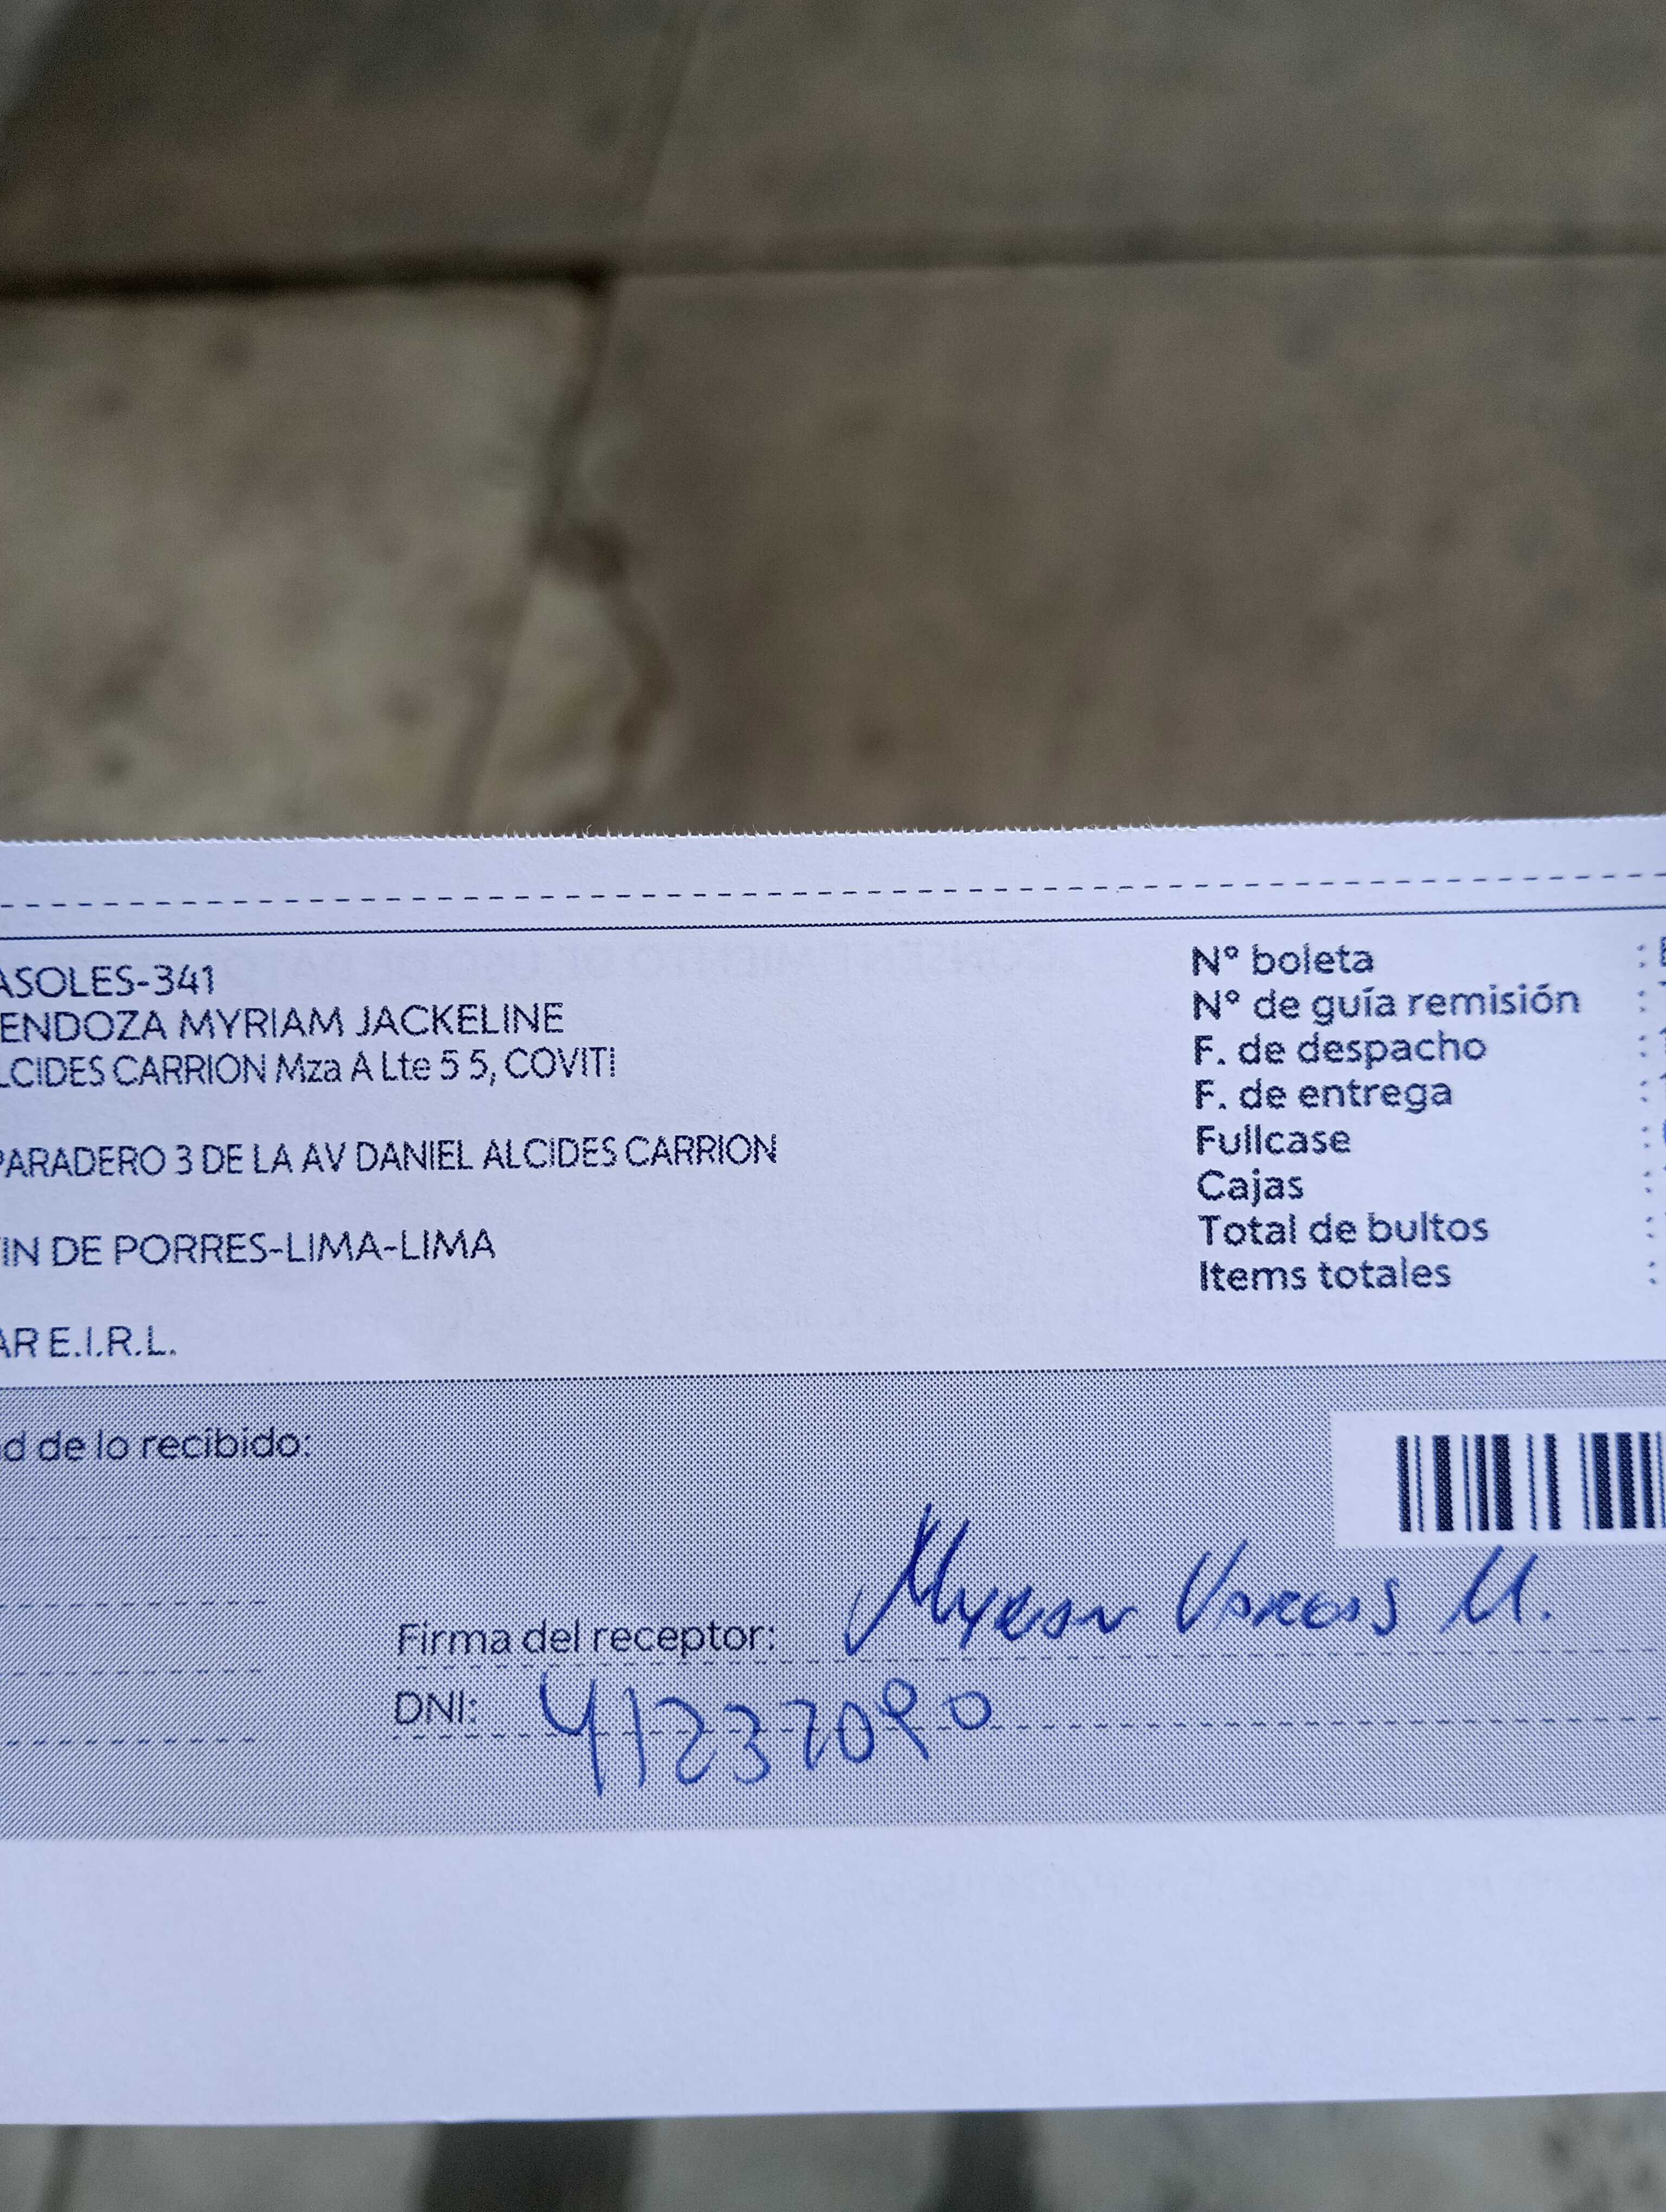 ASOLES-341
ENDOZA MYRIAM JACKELINE
LCIDES CARRION Mza A Lte 5 5, COVITI
PARADERO 3 DE LA AV DANIEL ALCIDES CARRION
IN DE PORRES-LIMA-LIMA
AR E.I.R.L.
N° boleta :
N° de guía remisión :
F. de despacho :
F. de entrega :
Fullcase :
Cajas :
Total de bultos :
Items totales :
d de lo recibido:
Firma del receptor: Myriam Vargas M.
DNI: 41237090